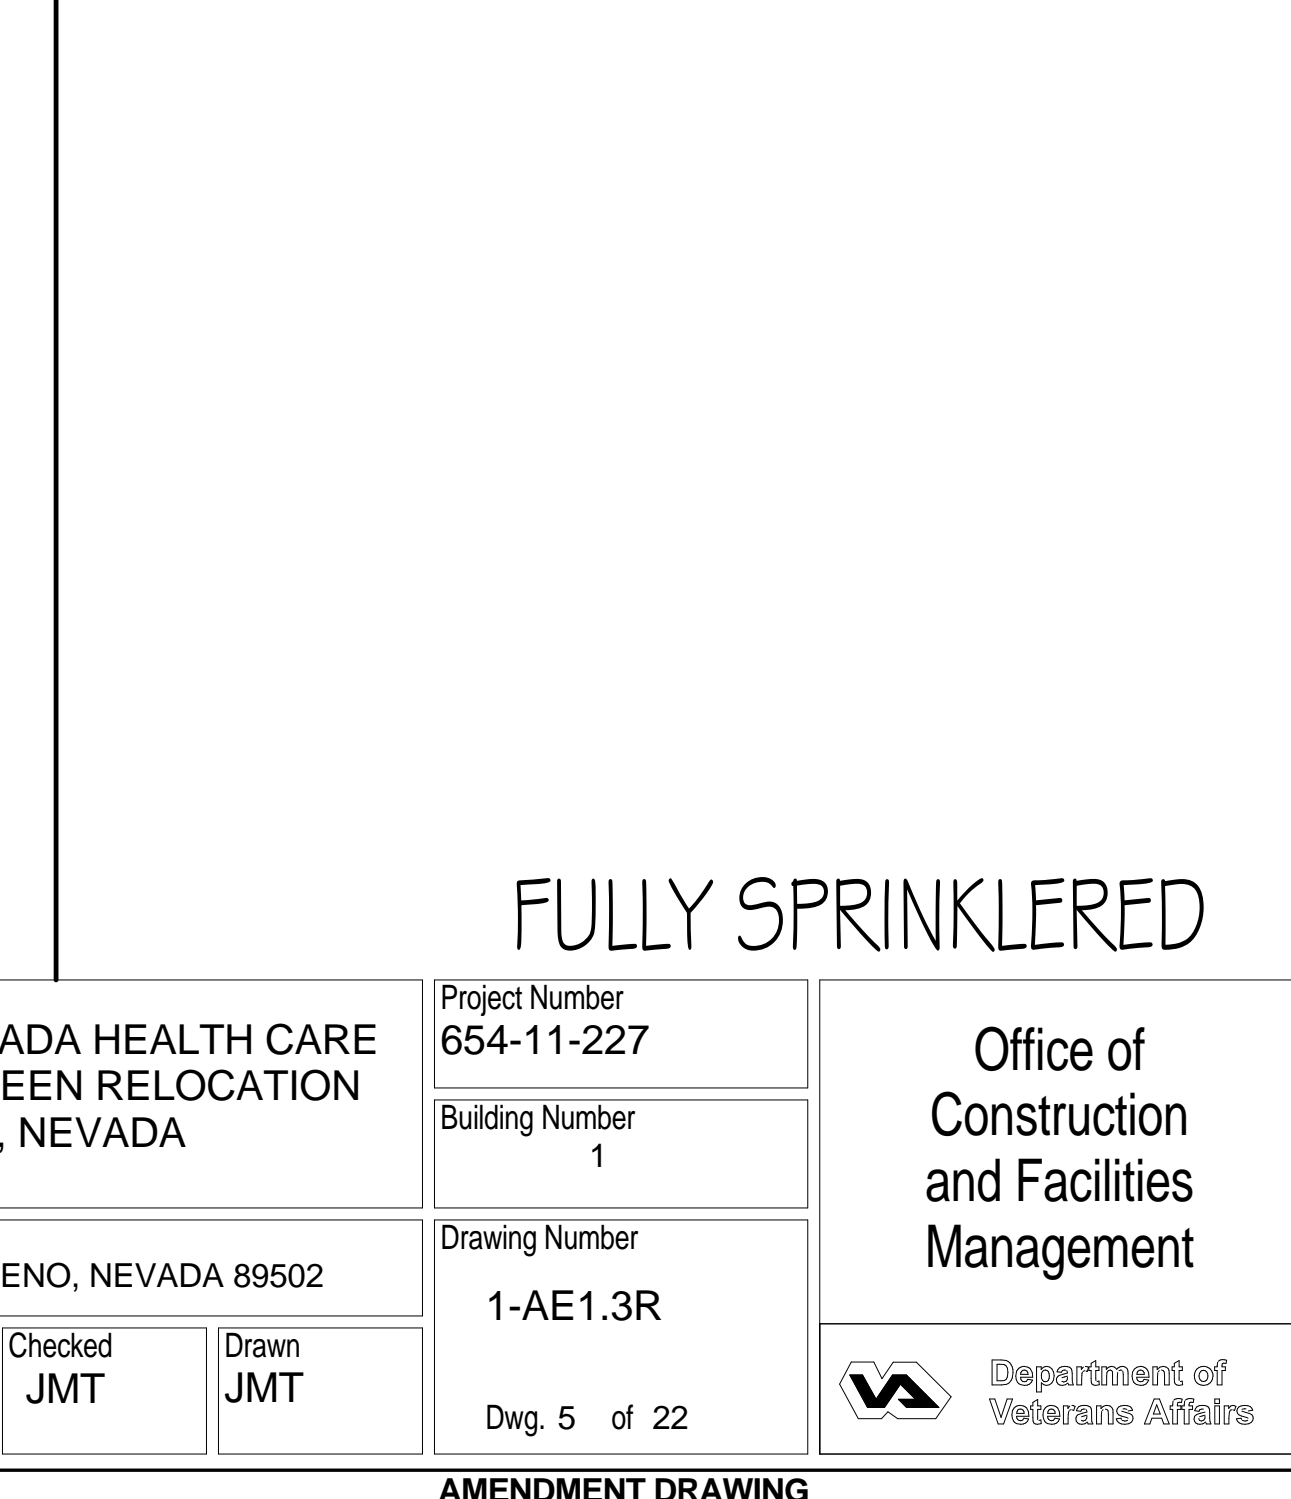 FULLY SPRINKLERED
ADA HEALTH CARE
EEN RELOCATION
, NEVADA
ENO, NEVADA 89502
Checked
JMT
Drawn
JMT
Project Number
654-11-227
Building Number
1
Drawing Number
1-AE1.3R
Dwg. 5 of 22
Office of
Construction
and Facilities
Management
VA
Department of
Veterans Affairs
AMENDMENT DRAWING